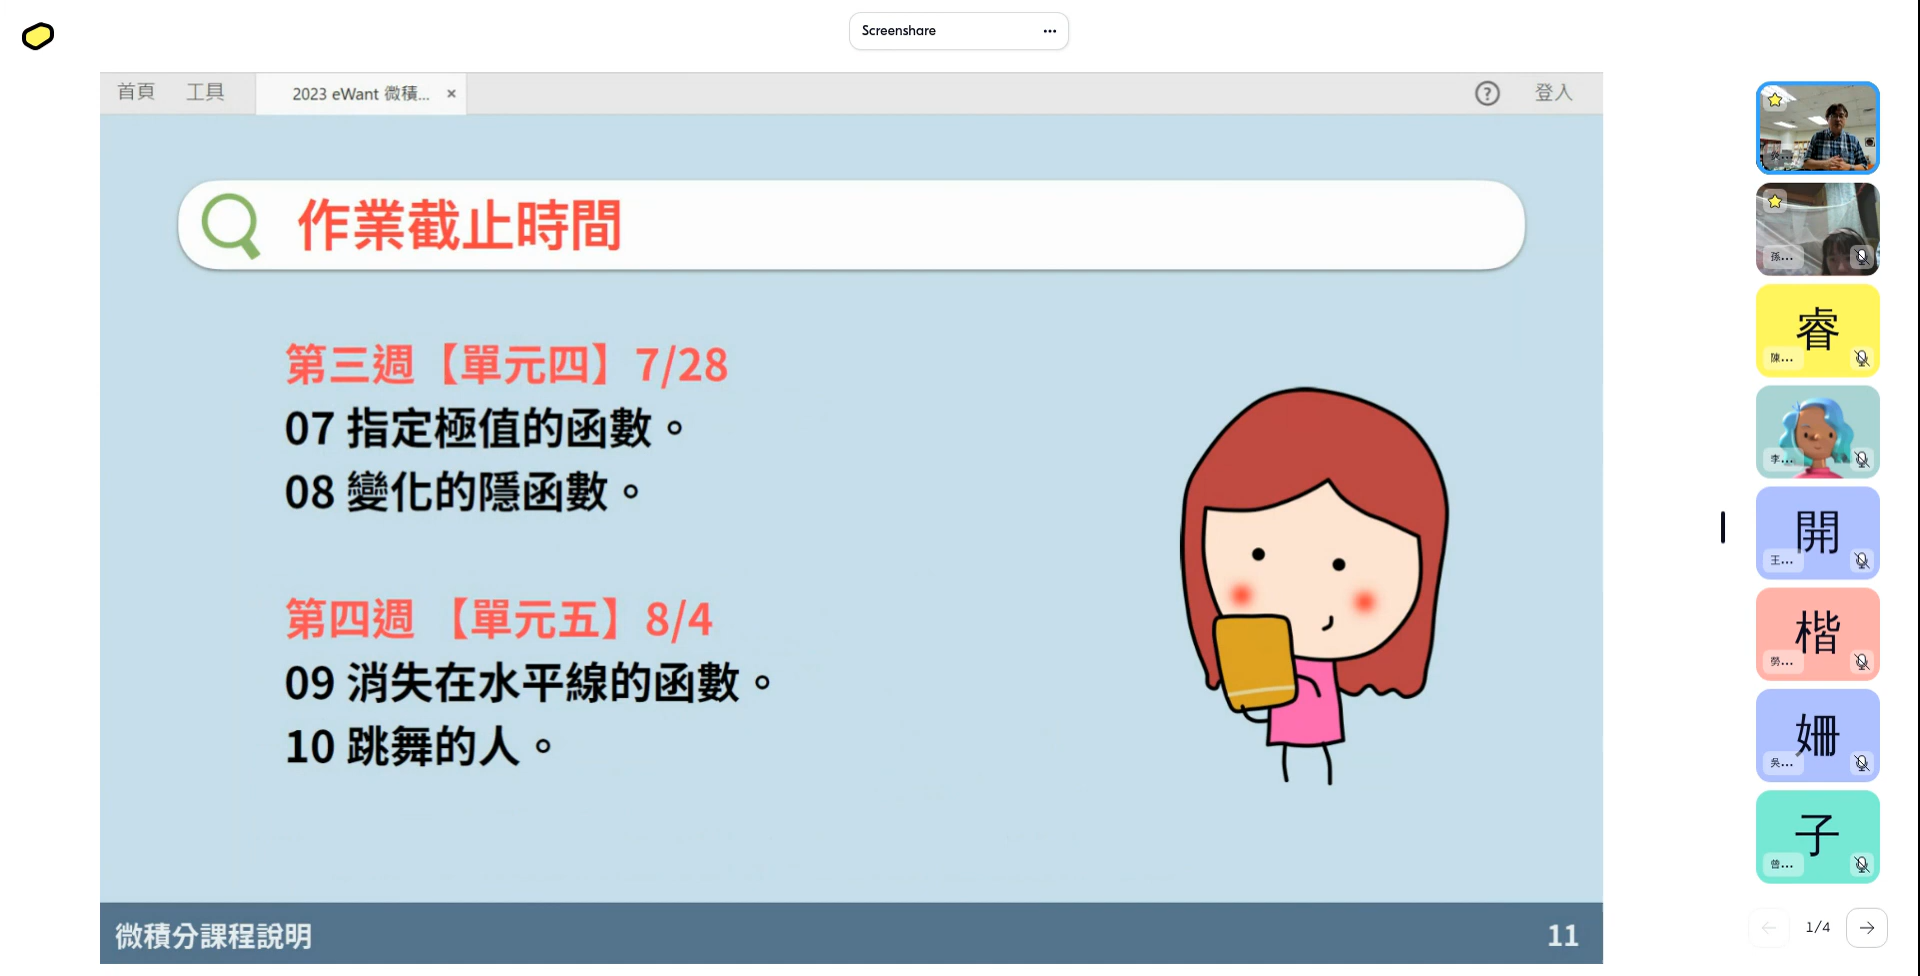 Screenshare
首頁 工具 2023 eWant 微積... × ? 登入
作業截止時間
第三週【單元四】7/28
07 指定極值的函數。
08 變化的隱函數。
第四週 【單元五】8/4
09 消失在水平線的函數。
10 跳舞的人。
微積分課程說明 11
孫...
睿
陳...
李...
開
王...
楷
勞...
姍
吳...
子
曾...
1/4